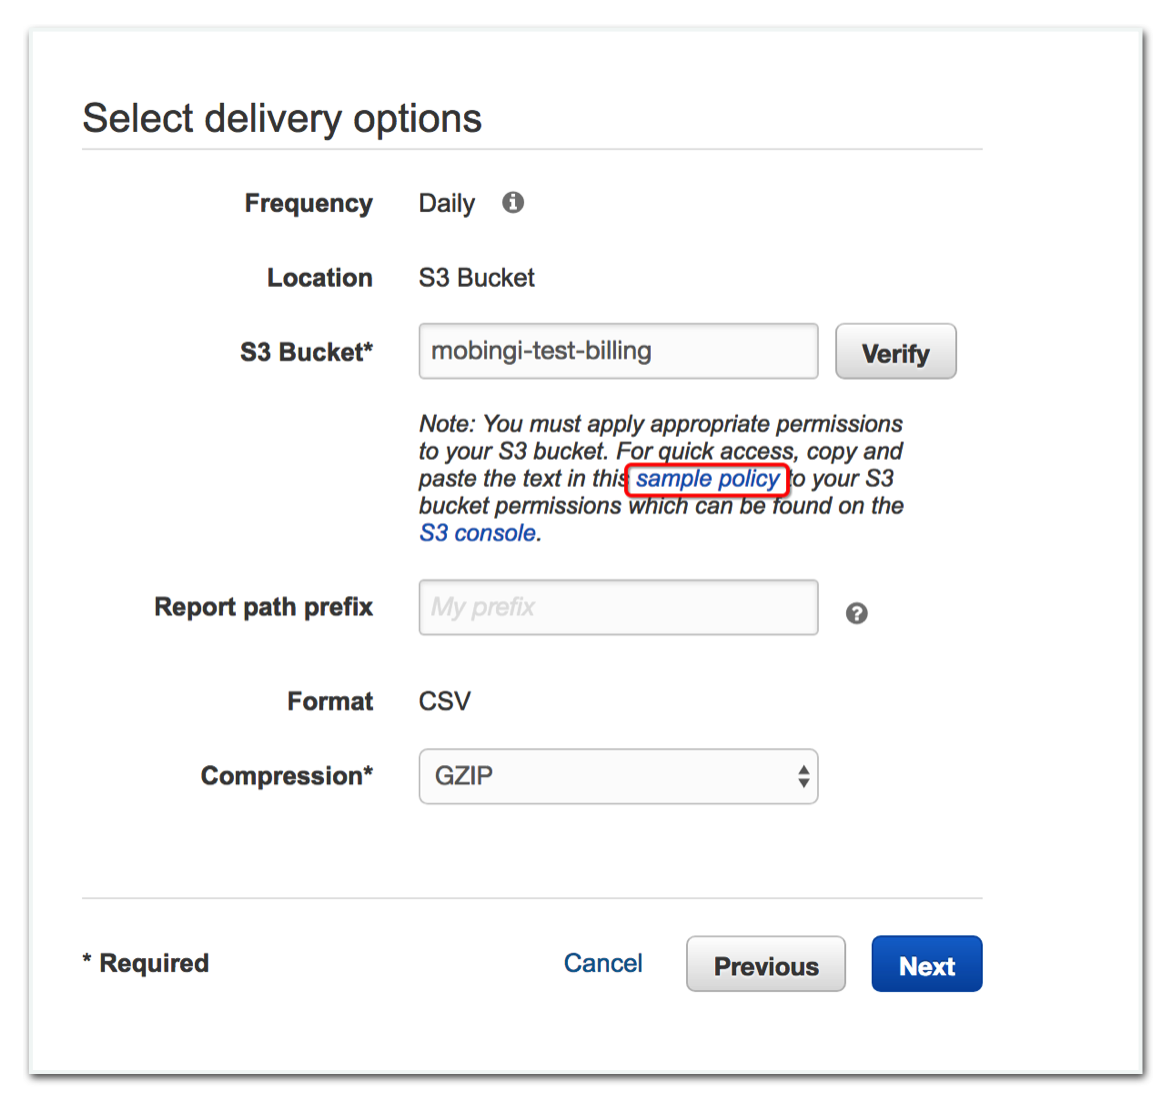 Select delivery options
Frequency Daily
Location S3 Bucket
S3 Bucket* mobingi-test-billing Verify
Note: You must apply appropriate permissions
to your S3 bucket. For quick access, copy and
paste the text in this sample policy to your S3
bucket permissions which can be found on the
S3 console.
Report path prefix My prefix
Format CSV
Compression* GZIP
* Required Cancel Previous Next